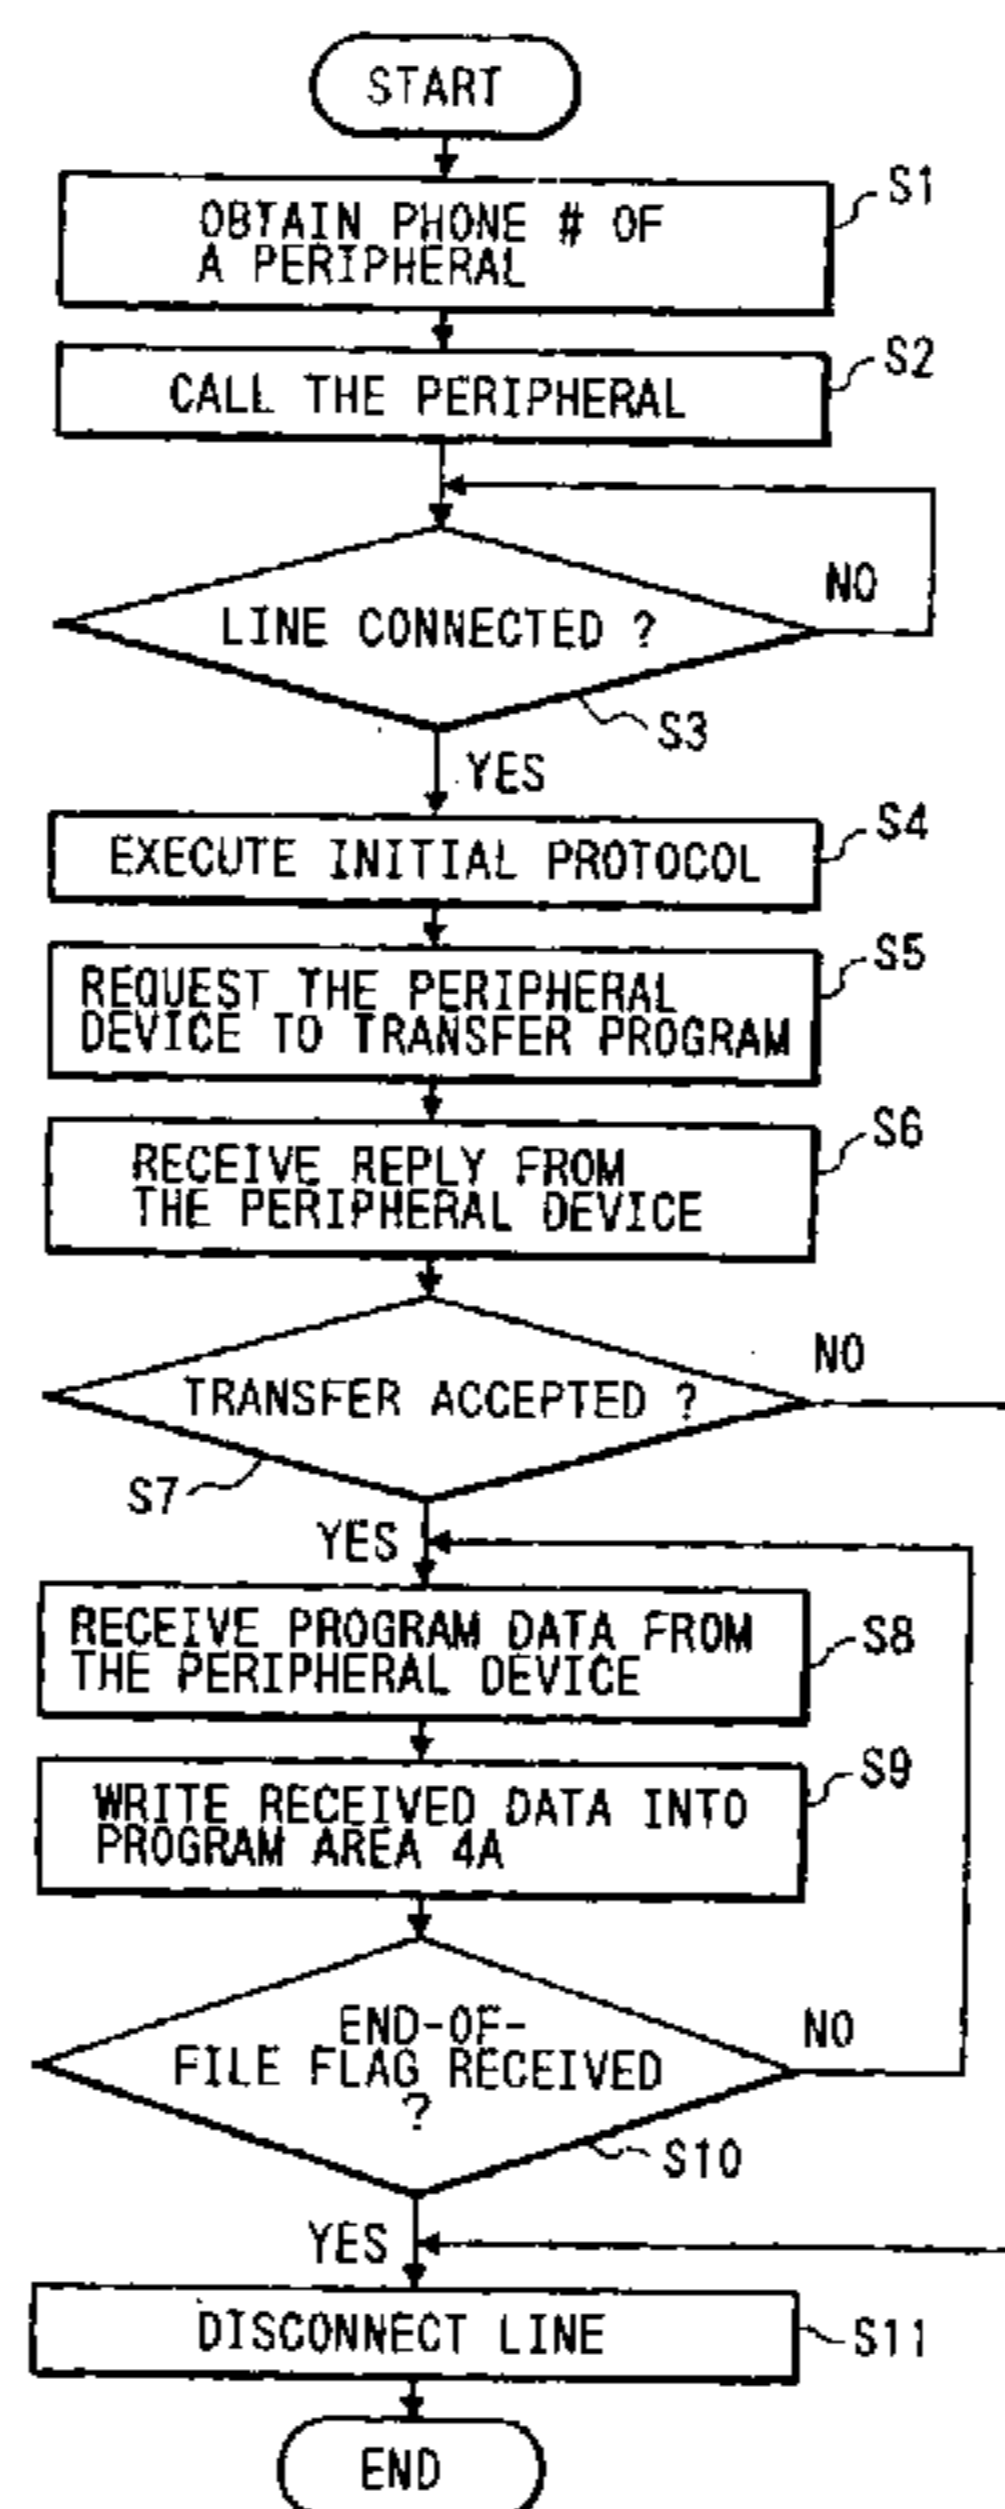 START
S1
OBTAIN PHONE # OF
A PERIPHERAL
S2
CALL THE PERIPHERAL
NO
LINE CONNECTED ?
S3
YES
S4
EXECUTE INITIAL PROTOCOL
S5
REQUEST THE PERIPHERAL
DEVICE TO TRANSFER PROGRAM
S6
RECEIVE REPLY FROM
THE PERIPHERAL DEVICE
NO
TRANSFER ACCEPTED ?
S7
YES
S8
RECEIVE PROGRAM DATA FROM
THE PERIPHERAL DEVICE
S9
WRITE RECEIVED DATA INTO
PROGRAM AREA 4A
END-OF-
NO
FILE FLAG RECEIVED
?
S10
YES
DISCONNECT LINE
S11
END